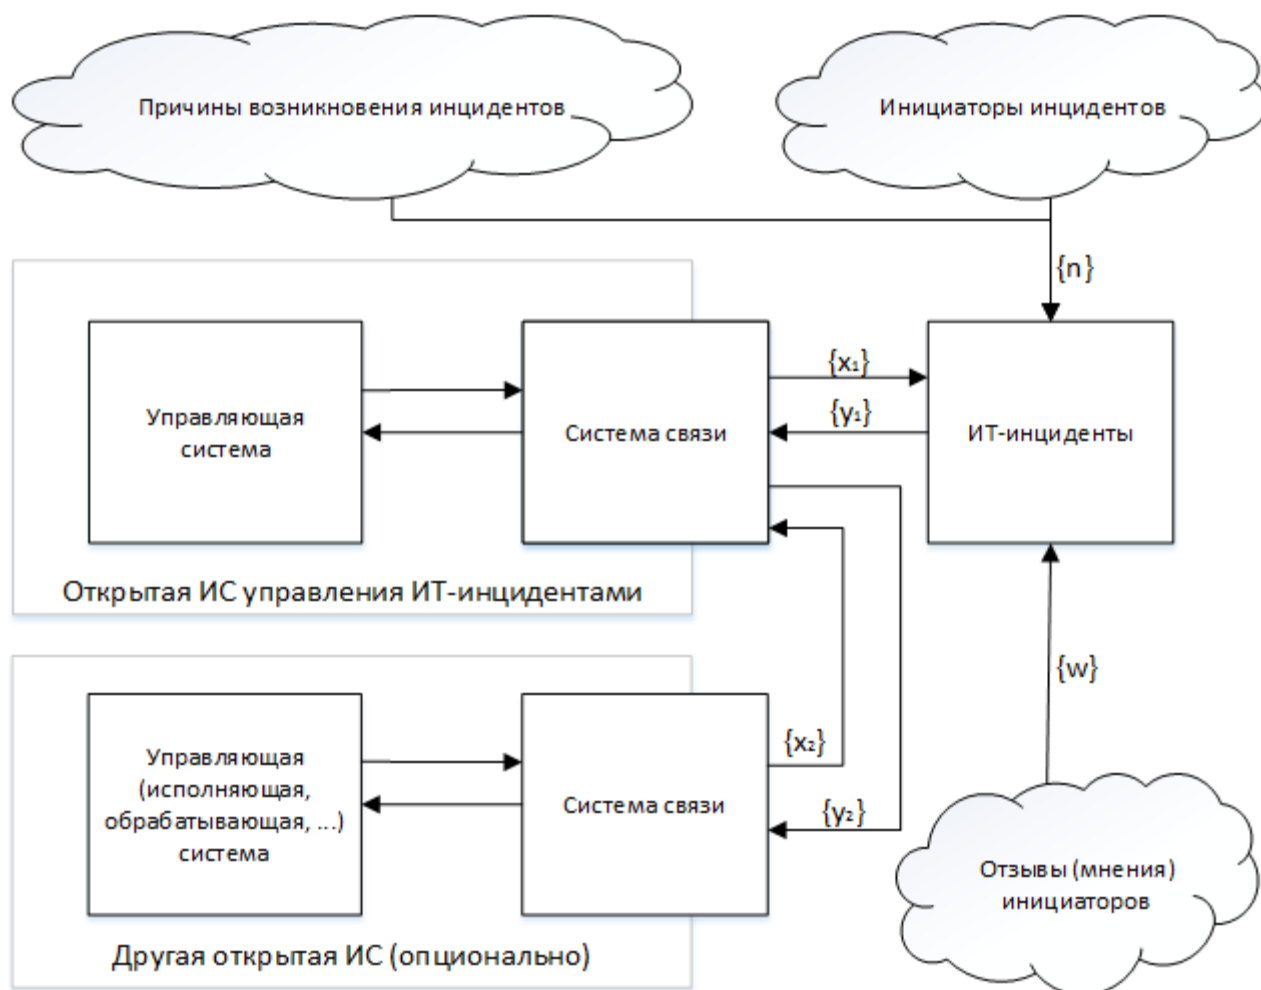 Причины возникновения инцидентов
Инициаторы инцидентов
{n}
Управляющая
система
Система связи
{x₁}
{y₁}
ИТ-инциденты
Открытая ИС управления ИТ-инцидентами
{w}
Управляющая
(исполняющая,
обрабатывающая, ...)
система
Система связи
{x₂}
{y₂}
Отзывы (мнения)
инициаторов
Другая открытая ИС (опционально)